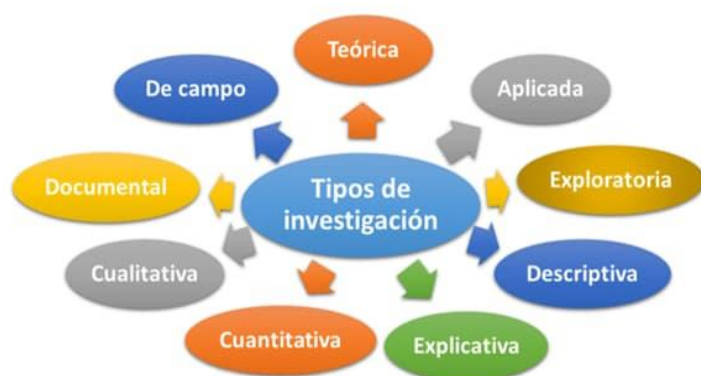 Teórica
De campo
Aplicada
Documental
Tipos de
investigación
Exploratoria
Cualitativa
Descriptiva
Cuantitativa
Explicativa